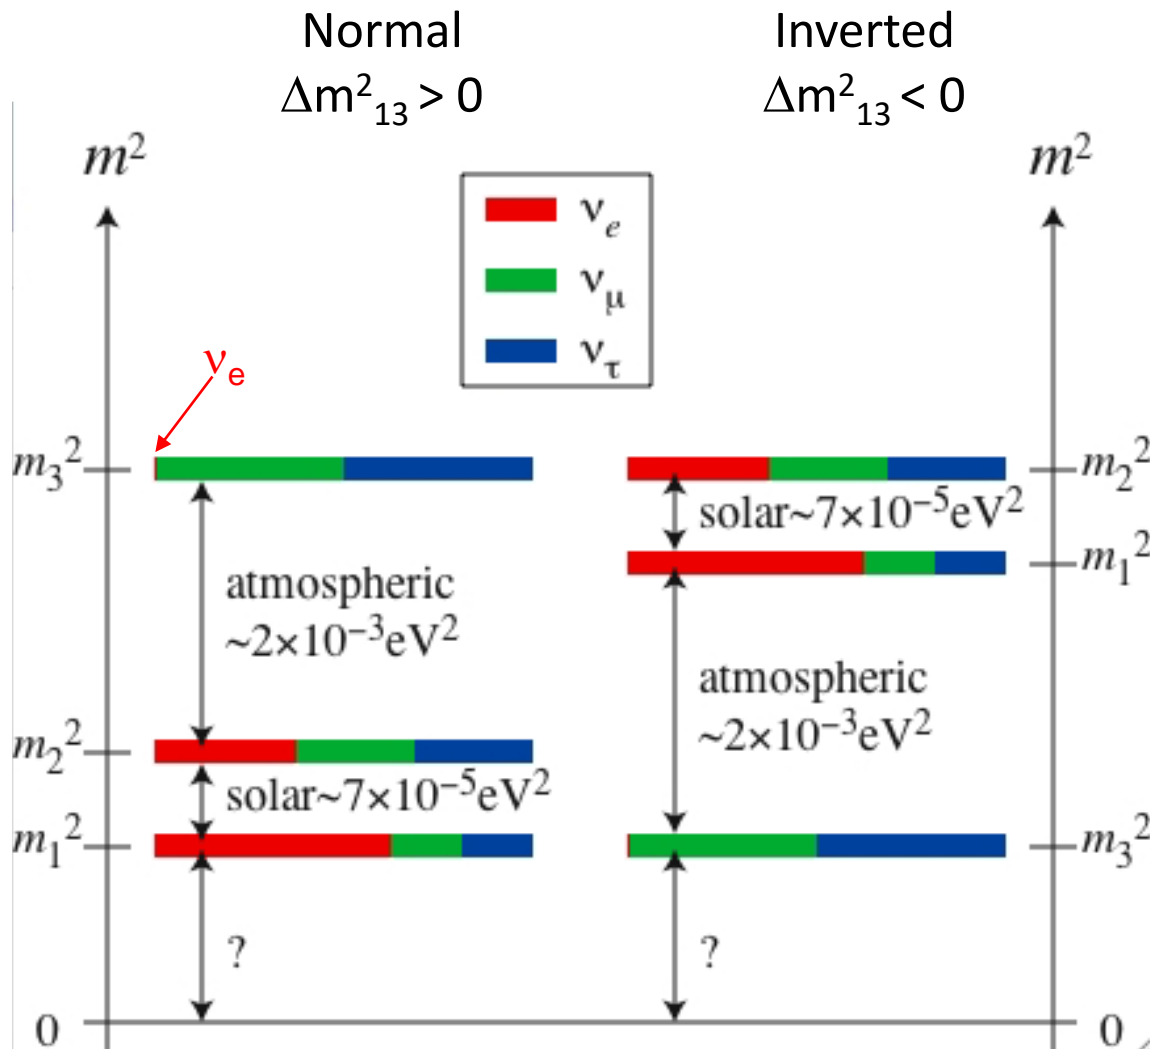 Normal
Δm²₁₃ > 0
Inverted
Δm²₁₃ < 0
m²
m²
νe
νμ
ντ
νe
m₃²
m₂²
solar~7×10⁻⁵eV²
m₁²
atmospheric
~2×10⁻³eV²
atmospheric
~2×10⁻³eV²
m₂²
solar~7×10⁻⁵eV²
m₁²
m₃²
?
?
0
0